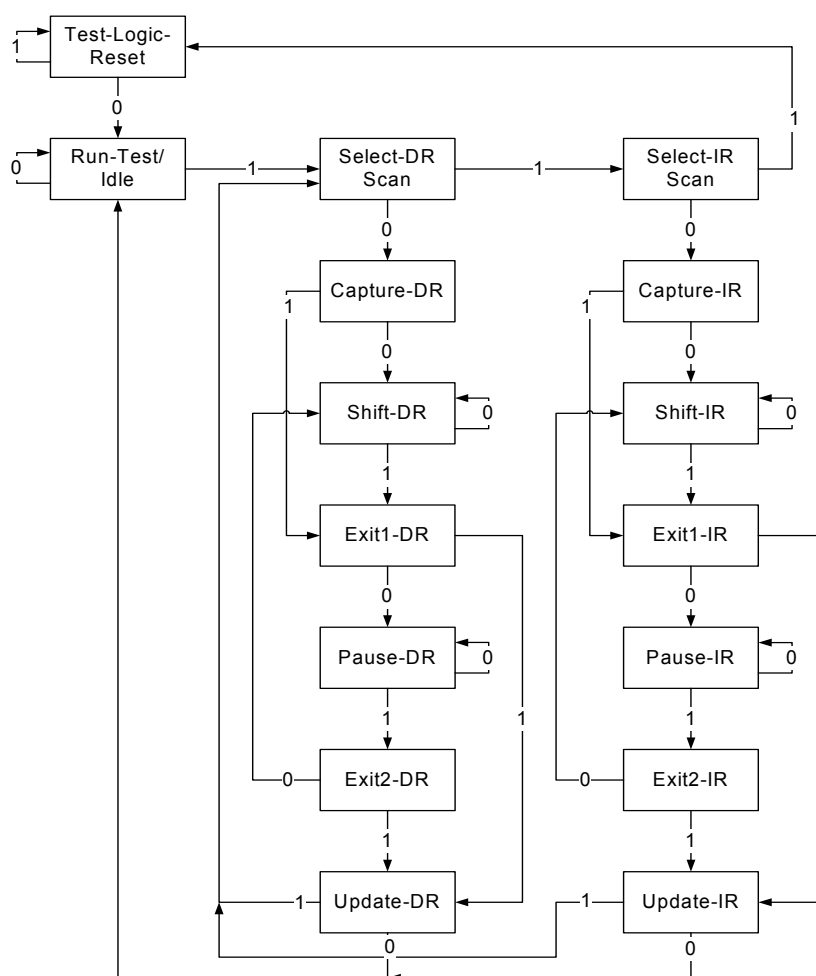 Test-Logic-
Reset
1
0
1
Run-Test/
Idle
0
1
Select-DR
Scan
1
Select-IR
Scan
0
0
Capture-DR
1
0
Capture-IR
1
0
Shift-DR
0
1
Shift-IR
0
1
Exit1-DR
0
Exit1-IR
0
Pause-DR
0
1
1
Pause-IR
0
1
Exit2-DR
0
1
Exit2-IR
0
1
Update-DR
1
0
Update-IR
1
0